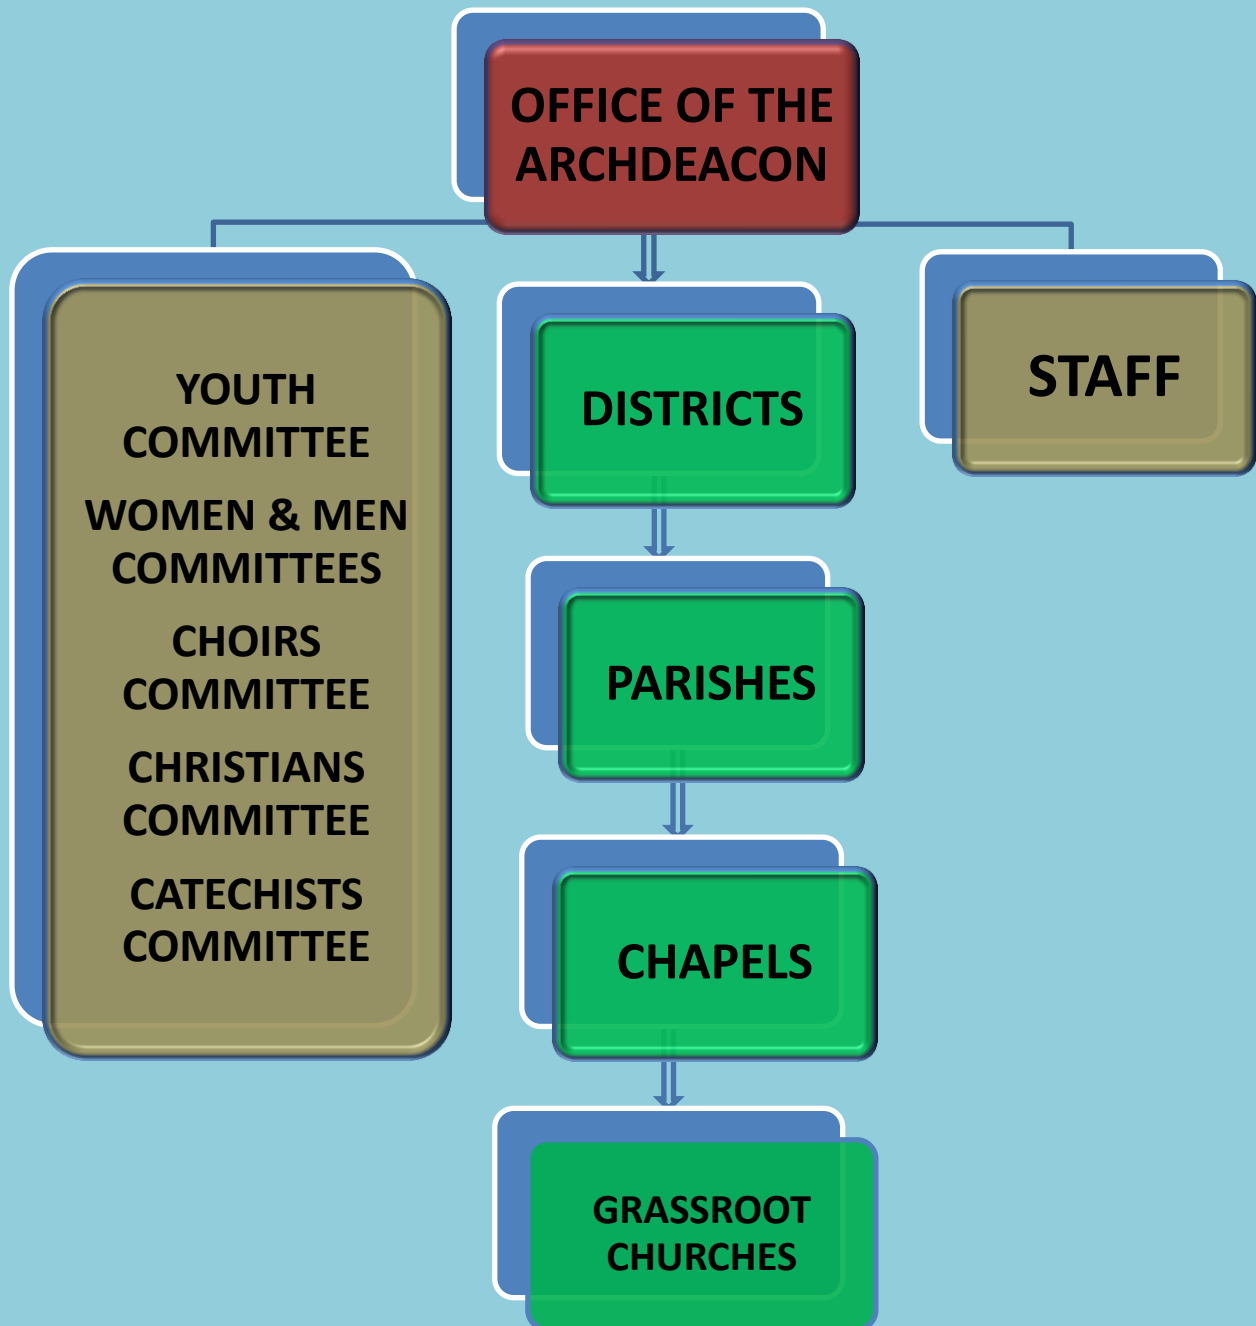 OFFICE OF THE
ARCHDEACON
YOUTH
COMMITTEE
WOMEN & MEN
COMMITTEES
CHOIRS
COMMITTEE
CHRISTIANS
COMMITTEE
CATECHISTS
COMMITTEE
DISTRICTS
STAFF
PARISHES
CHAPELS
GRASSROOT
CHURCHES